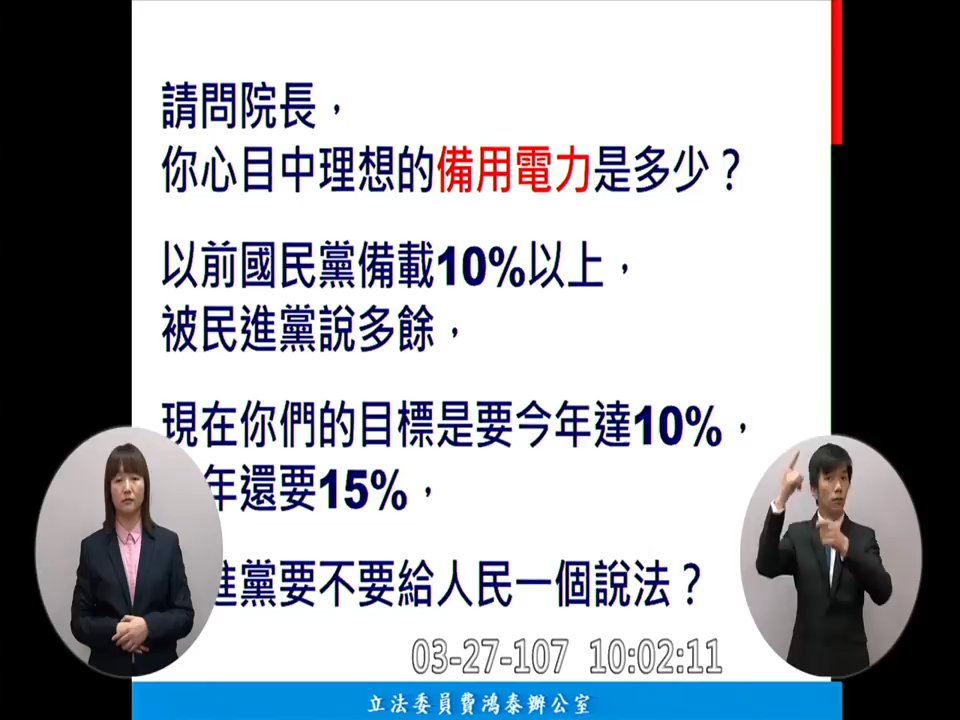 請問院長，
你心目中理想的備用電力是多少？
以前國民黨備載10%以上，
被民進黨說多餘，
現在你們的目標是要今年達10%，
年還要15%，
進黨要不要給人民一個說法？
03-27-107 10:02:11
立法委員費鴻泰辦公室